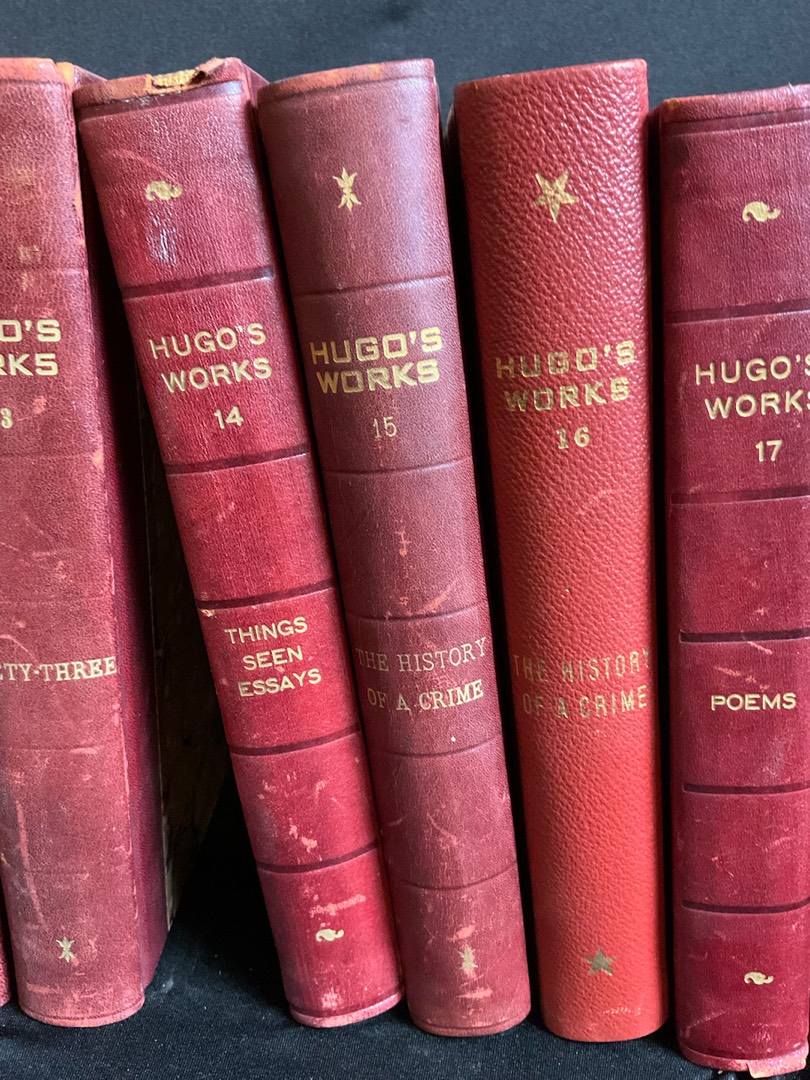 O'S
RKS
3
ETY-THREE
HUGO'S
WORKS
14
THINGS
SEEN
ESSAYS
HUGO'S
WORKS
15
THE HISTORY
OF A CRIME
HUGO'S
WORKS
16
THE HISTORY
OF A CRIME
HUGO'S
WORKS
17
POEMS